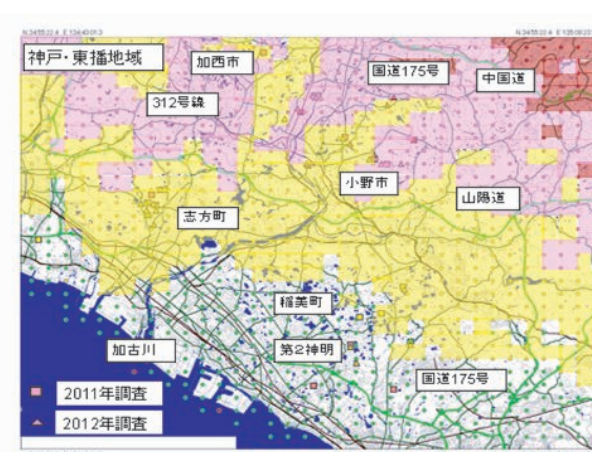 神戸・東播地域
加西市
国道175号
中国道
312号線
小野市
山陽道
志方町
稲美町
加古川
第2神明
国道175号
2011年調査
2012年調査